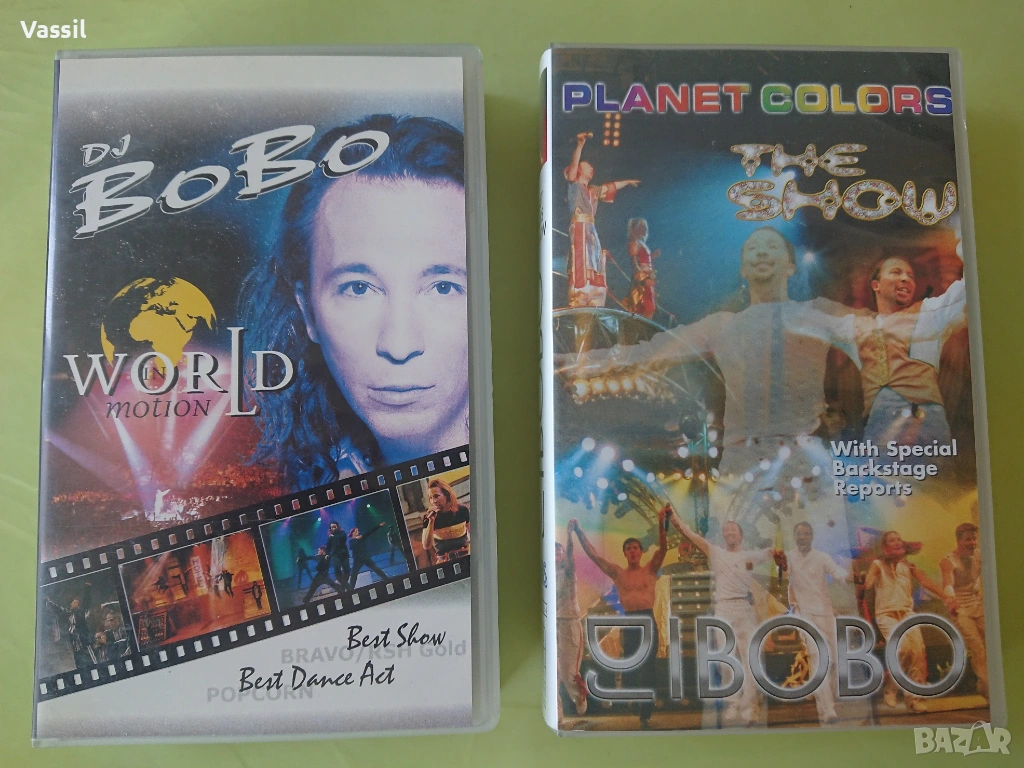 Vassil
DJ
BoBo
WORLD
IN
motion
Best Show
BRAVO/RSH Gold
Best Dance Act
POPCORN
PLANET COLORS
THE
SHOW
With Special
Backstage
Reports
DJ BOBO
BAZAR